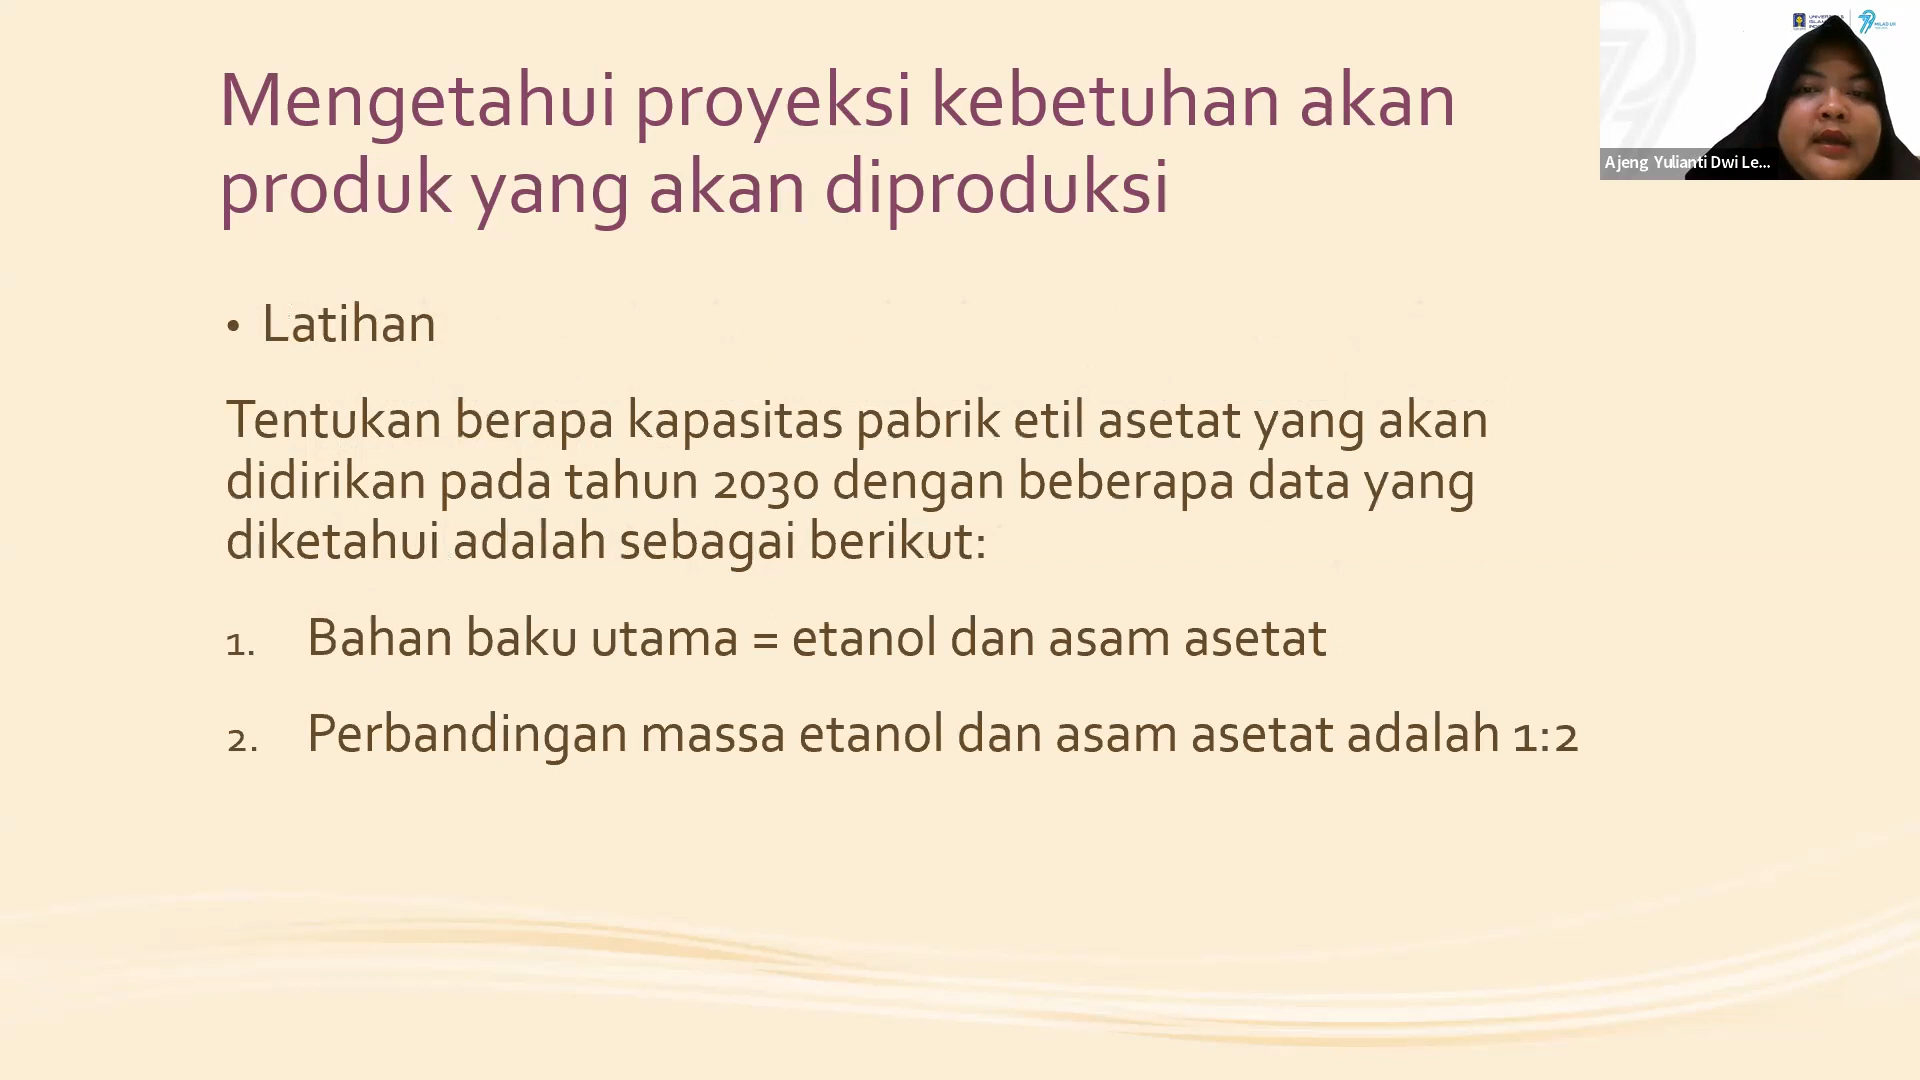 Mengetahui proyeksi kebetuhan akan
produk yang akan diproduksi
• Latihan
Tentukan berapa kapasitas pabrik etil asetat yang akan
didirikan pada tahun 2030 dengan beberapa data yang
diketahui adalah sebagai berikut:
1. Bahan baku utama = etanol dan asam asetat
2. Perbandingan massa etanol dan asam asetat adalah 1:2
Ajeng Yulianti Dwi Le...